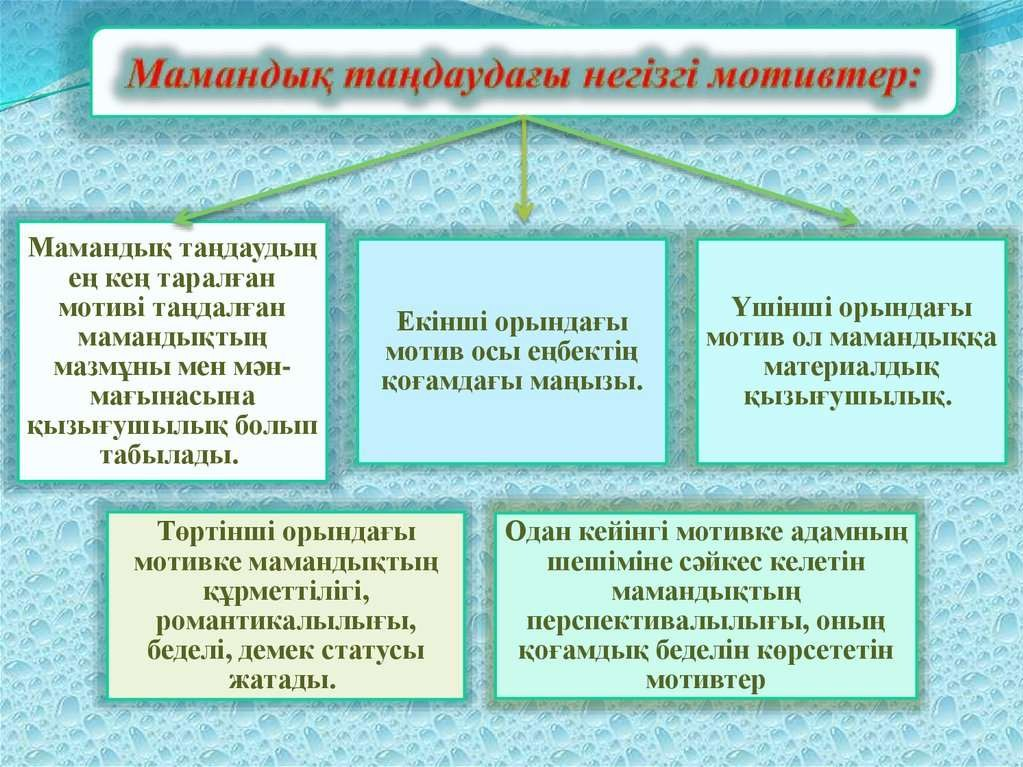 Мамандық таңдаудағы негізгі мотивтер:
Мамандық таңдаудың
ең кең таралған
мотиві таңдалған
мамандықтың
мазмұны мен мән-
мағынасына
қызығушылық болып
табылады.
Екінші орындағы
мотив осы еңбектің
қоғамдағы маңызы.
Үшінші орындағы
мотив ол мамандыққа
материалдық
қызығушылық.
Төртінші орындағы
мотивке мамандықтың
құрметтілігі,
романтикалылығы,
беделі, демек статусы
жатады.
Одан кейінгі мотивке адамның
шешіміне сәйкес келетін
мамандықтың
перспективалылығы, оның
қоғамдық беделін көрсететін
мотивтер